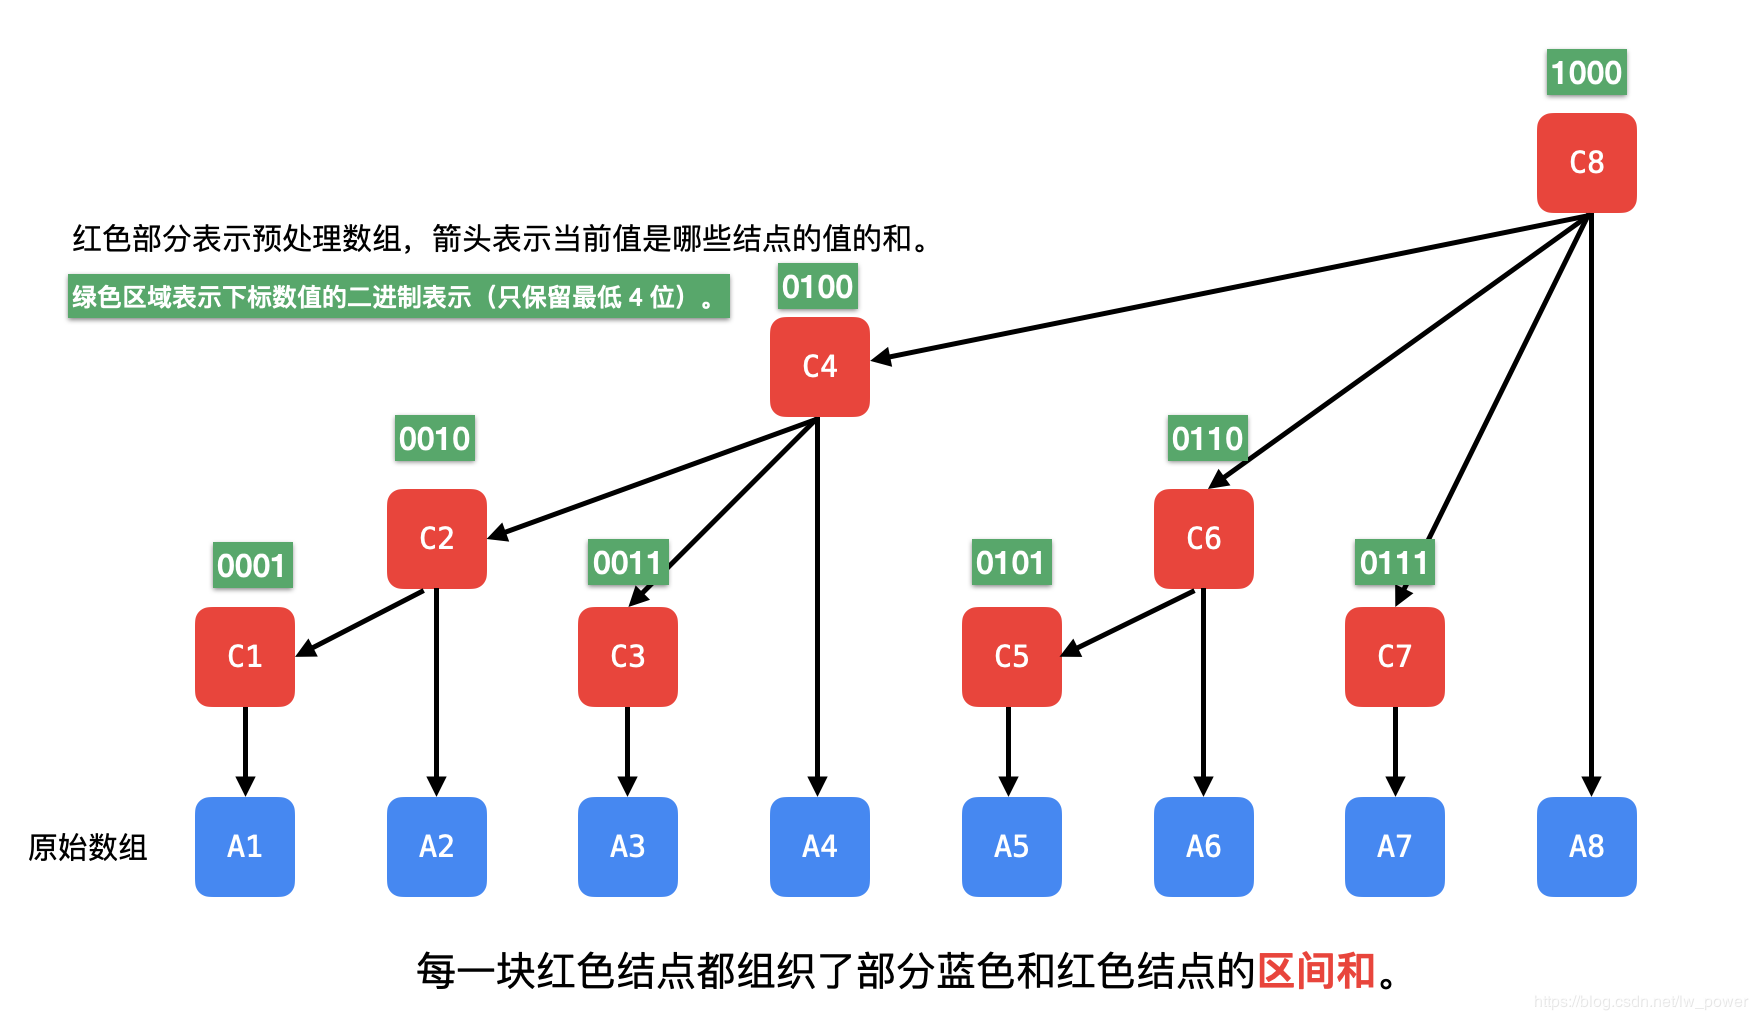 1000
C8
红色部分表示预处理数组，箭头表示当前值是哪些结点的值的和。
绿色区域表示下标数值的二进制表示（只保留最低 4 位）。
0100
C4
0010
0110
C2
C6
0001
0011
0101
0111
C1
C3
C5
C7
原始数组
A1
A2
A3
A4
A5
A6
A7
A8
每一块红色结点都组织了部分蓝色和红色结点的区间和。
https://blog.csdn.net/lw_power